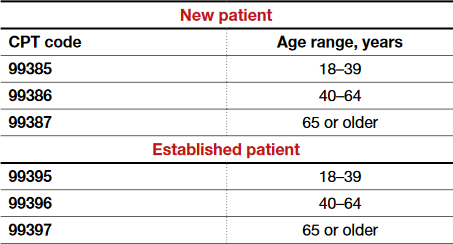 New patient
CPT code Age range, years
99385 18–39
99386 40–64
99387 65 or older
Established patient
99395 18–39
99396 40–64
99397 65 or older